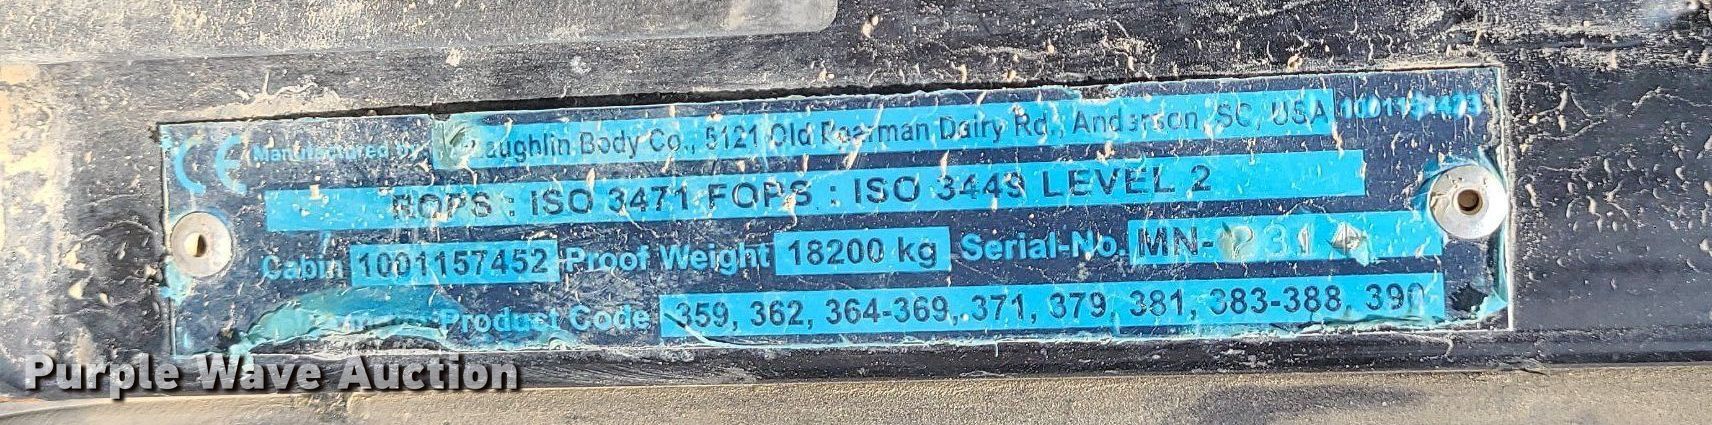 CE Manufactured by Laughlin Body Co., 5121 Old Pearman Dairy Rd., Anderson, SC, USA
ROPS : ISO 3471 FOPS : ISO 3449 LEVEL 2
Cabin 1001157452 Proof Weight 18200 kg Serial-No. MN-
Product Code 359, 362, 364-369, 371, 379, 381, 383-388, 390
Purple Wave Auction